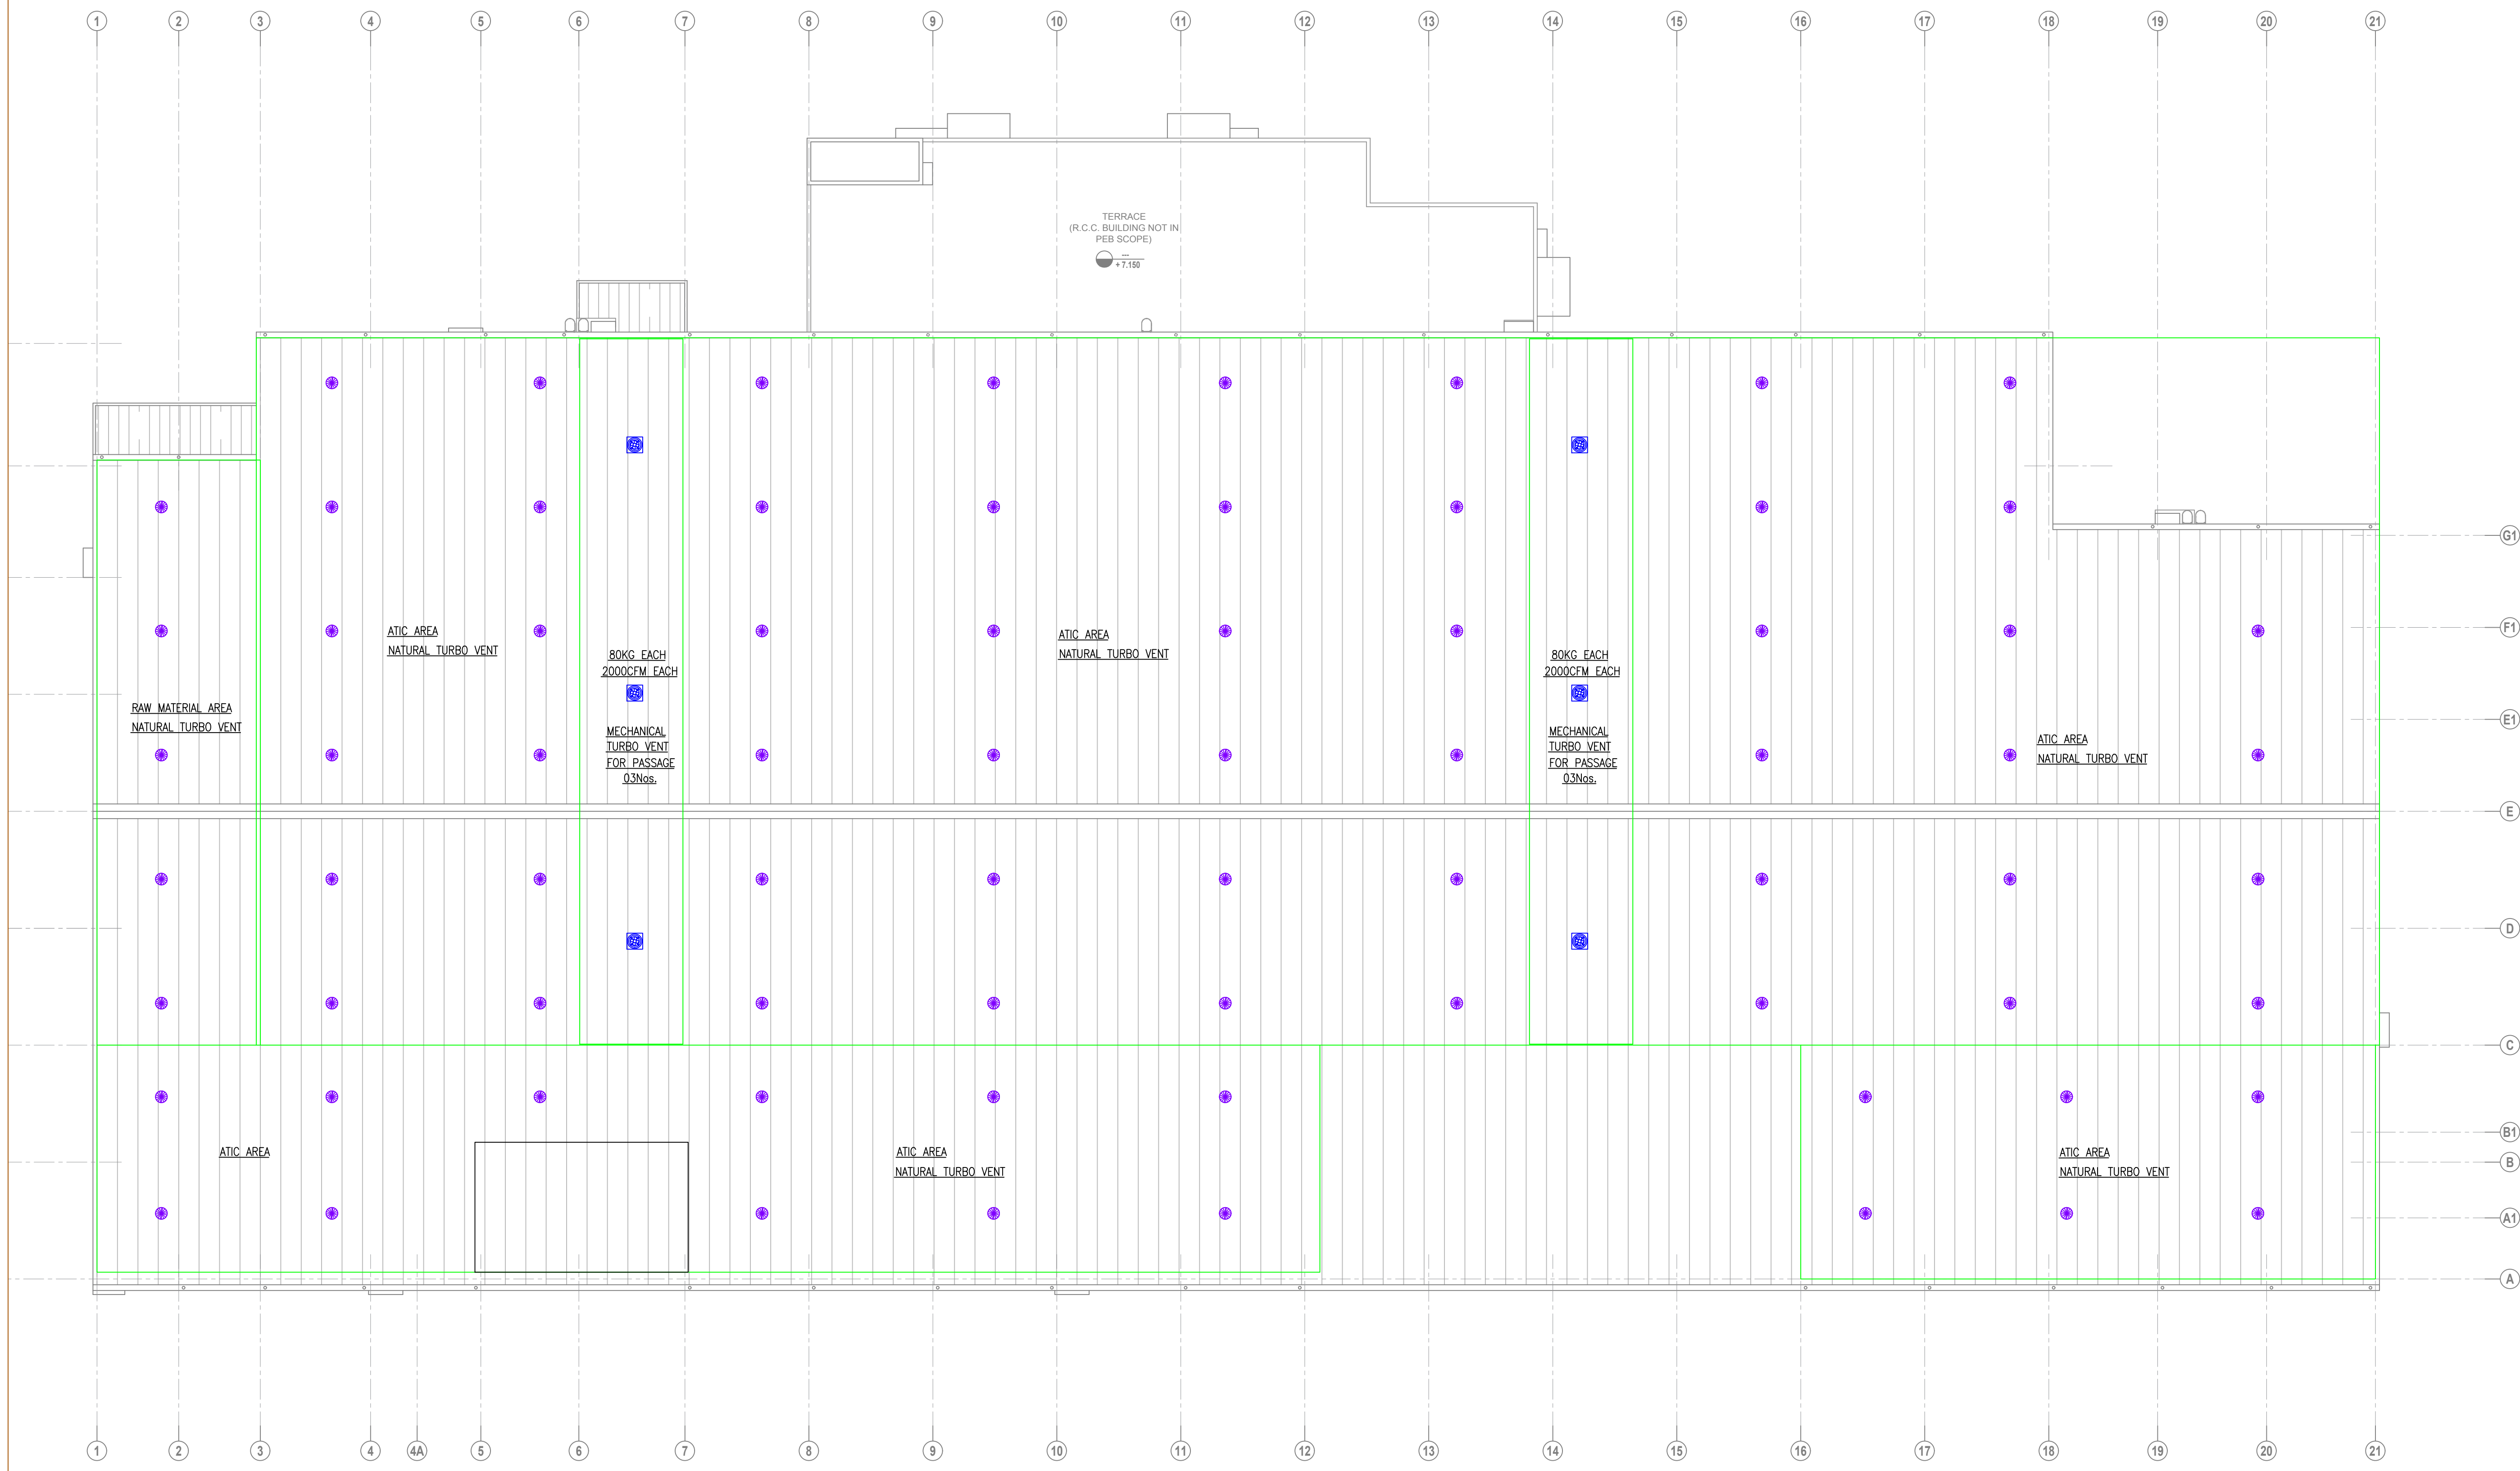 1 2 3 4 5 6 7 8 9 10 11 12 13 14 15 16 17 18 19 20 21
TERRACE
(R.C.C. BUILDING NOT IN
PEB SCOPE)
---
+ 7.150
G1
F1
E1
E
D
C
B1
B
A1
A
RAW MATERIAL AREA
NATURAL TURBO VENT
ATIC AREA
NATURAL TURBO VENT
80KG EACH
2000CFM EACH
MECHANICAL
TURBO VENT
FOR PASSAGE
03Nos.
ATIC AREA
NATURAL TURBO VENT
80KG EACH
2000CFM EACH
MECHANICAL
TURBO VENT
FOR PASSAGE
03Nos.
ATIC AREA
NATURAL TURBO VENT
ATIC AREA
ATIC AREA
NATURAL TURBO VENT
ATIC AREA
NATURAL TURBO VENT
1 2 3 4 4A 5 6 7 8 9 10 11 12 13 14 15 16 17 18 19 20 21